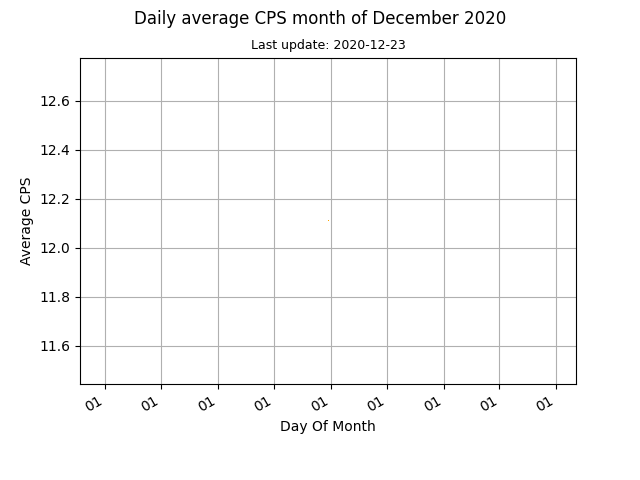 Daily average CPS month of December 2020
Last update: 2020-12-23
12.6
12.4
12.2
12.0
11.8
11.6
Average CPS
01 01 01 01 01 01 01 01 01
Day Of Month